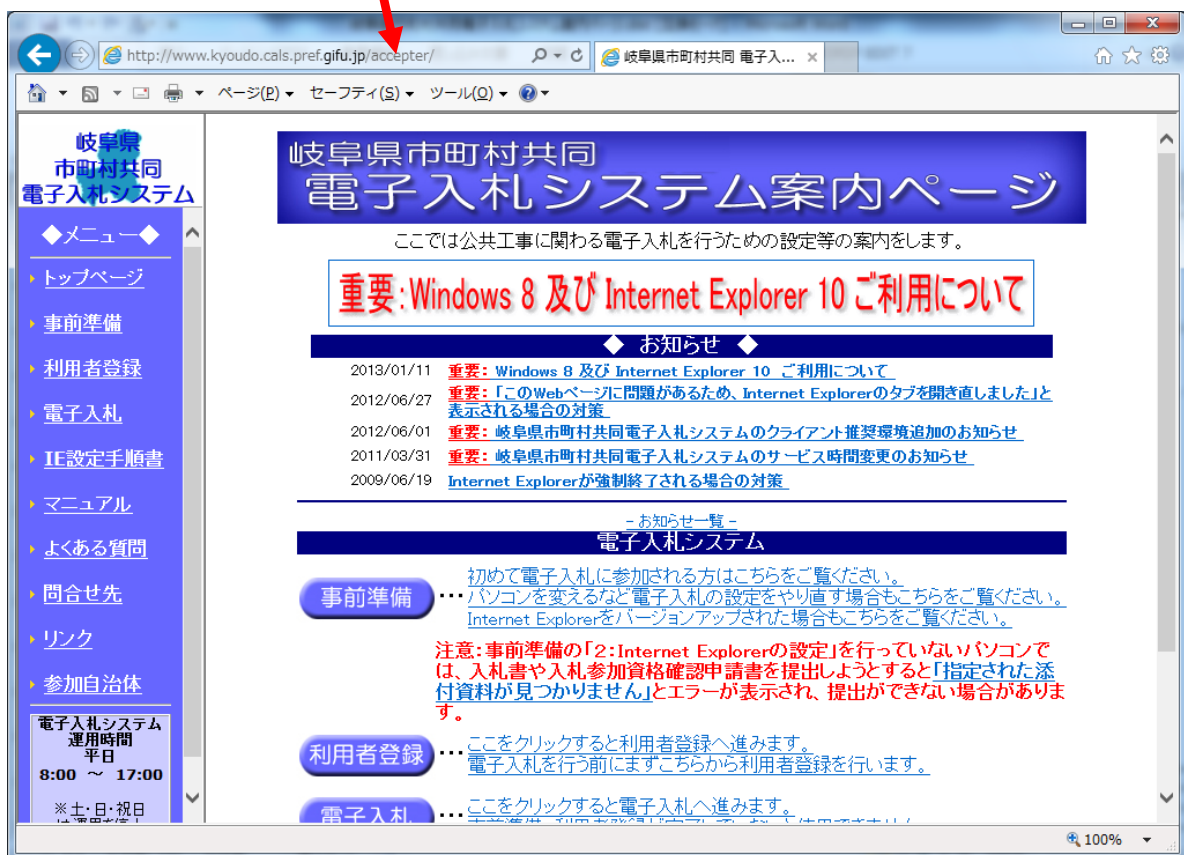 http://www.kyoudo.cals.pref.gifu.jp/accepter/
岐阜県市町村共同 電子入...
ページ(P)
セーフティ(S)
ツール(O)
岐阜県
市町村共同
電子入札システム
◆メニュー◆
トップページ
事前準備
利用者登録
電子入札
IE設定手順書
マニュアル
よくある質問
問合せ先
リンク
参加自治体
電子入札システム
運用時間
平日
8:00 ～ 17:00
※土・日・祝日
岐阜県市町村共同
電子入札システム案内ページ
ここでは公共工事に関わる電子入札を行うための設定等の案内をします。
重要:Windows 8 及び Internet Explorer 10 ご利用について
◆ お知らせ ◆
2013/01/11 重要: Windows 8 及び Internet Explorer 10 ご利用について
2012/06/27 重要:「このWebページに問題があるため、Internet Explorerのタブを開き直しました」と
表示される場合の対策
2012/06/01 重要: 岐阜県市町村共同電子入札システムのクライアント推奨環境追加のお知らせ
2011/03/31 重要: 岐阜県市町村共同電子入札システムのサービス時間変更のお知らせ
2009/06/19 Internet Explorerが強制終了される場合の対策
- お知らせ一覧 -
電子入札システム
事前準備 …初めて電子入札に参加される方はこちらをご覧ください。
パソコンを変えるなど電子入札の設定をやり直す場合もこちらをご覧ください。
Internet Explorerをバージョンアップされた場合もこちらをご覧ください。
注意:事前準備の「2:Internet Explorerの設定」を行っていないパソコンで
は、入札書や入札参加資格確認申請書を提出しようとすると「指定された添
付資料が見つかりません」とエラーが表示され、提出ができない場合がありま
す。
利用者登録 …ここをクリックすると利用者登録へ進みます。
電子入札を行う前にまずこちらから利用者登録を行います。
電子入札 …ここをクリックすると電子入札へ進みます。
100%